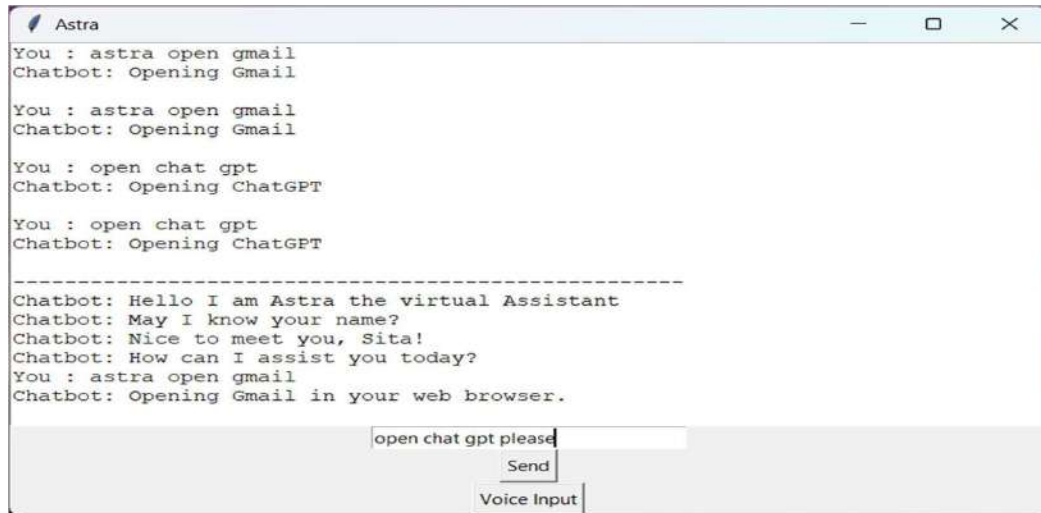 Astra
You : astra open gmail
Chatbot: Opening Gmail
You : astra open gmail
Chatbot: Opening Gmail
You : open chat gpt
Chatbot: Opening ChatGPT
You : open chat gpt
Chatbot: Opening ChatGPT
----------------------------------------------------
Chatbot: Hello I am Astra the virtual Assistant
Chatbot: May I know your name?
Chatbot: Nice to meet you, Sita!
Chatbot: How can I assist you today?
You : astra open gmail
Chatbot: Opening Gmail in your web browser.
open chat gpt please
Send
Voice Input